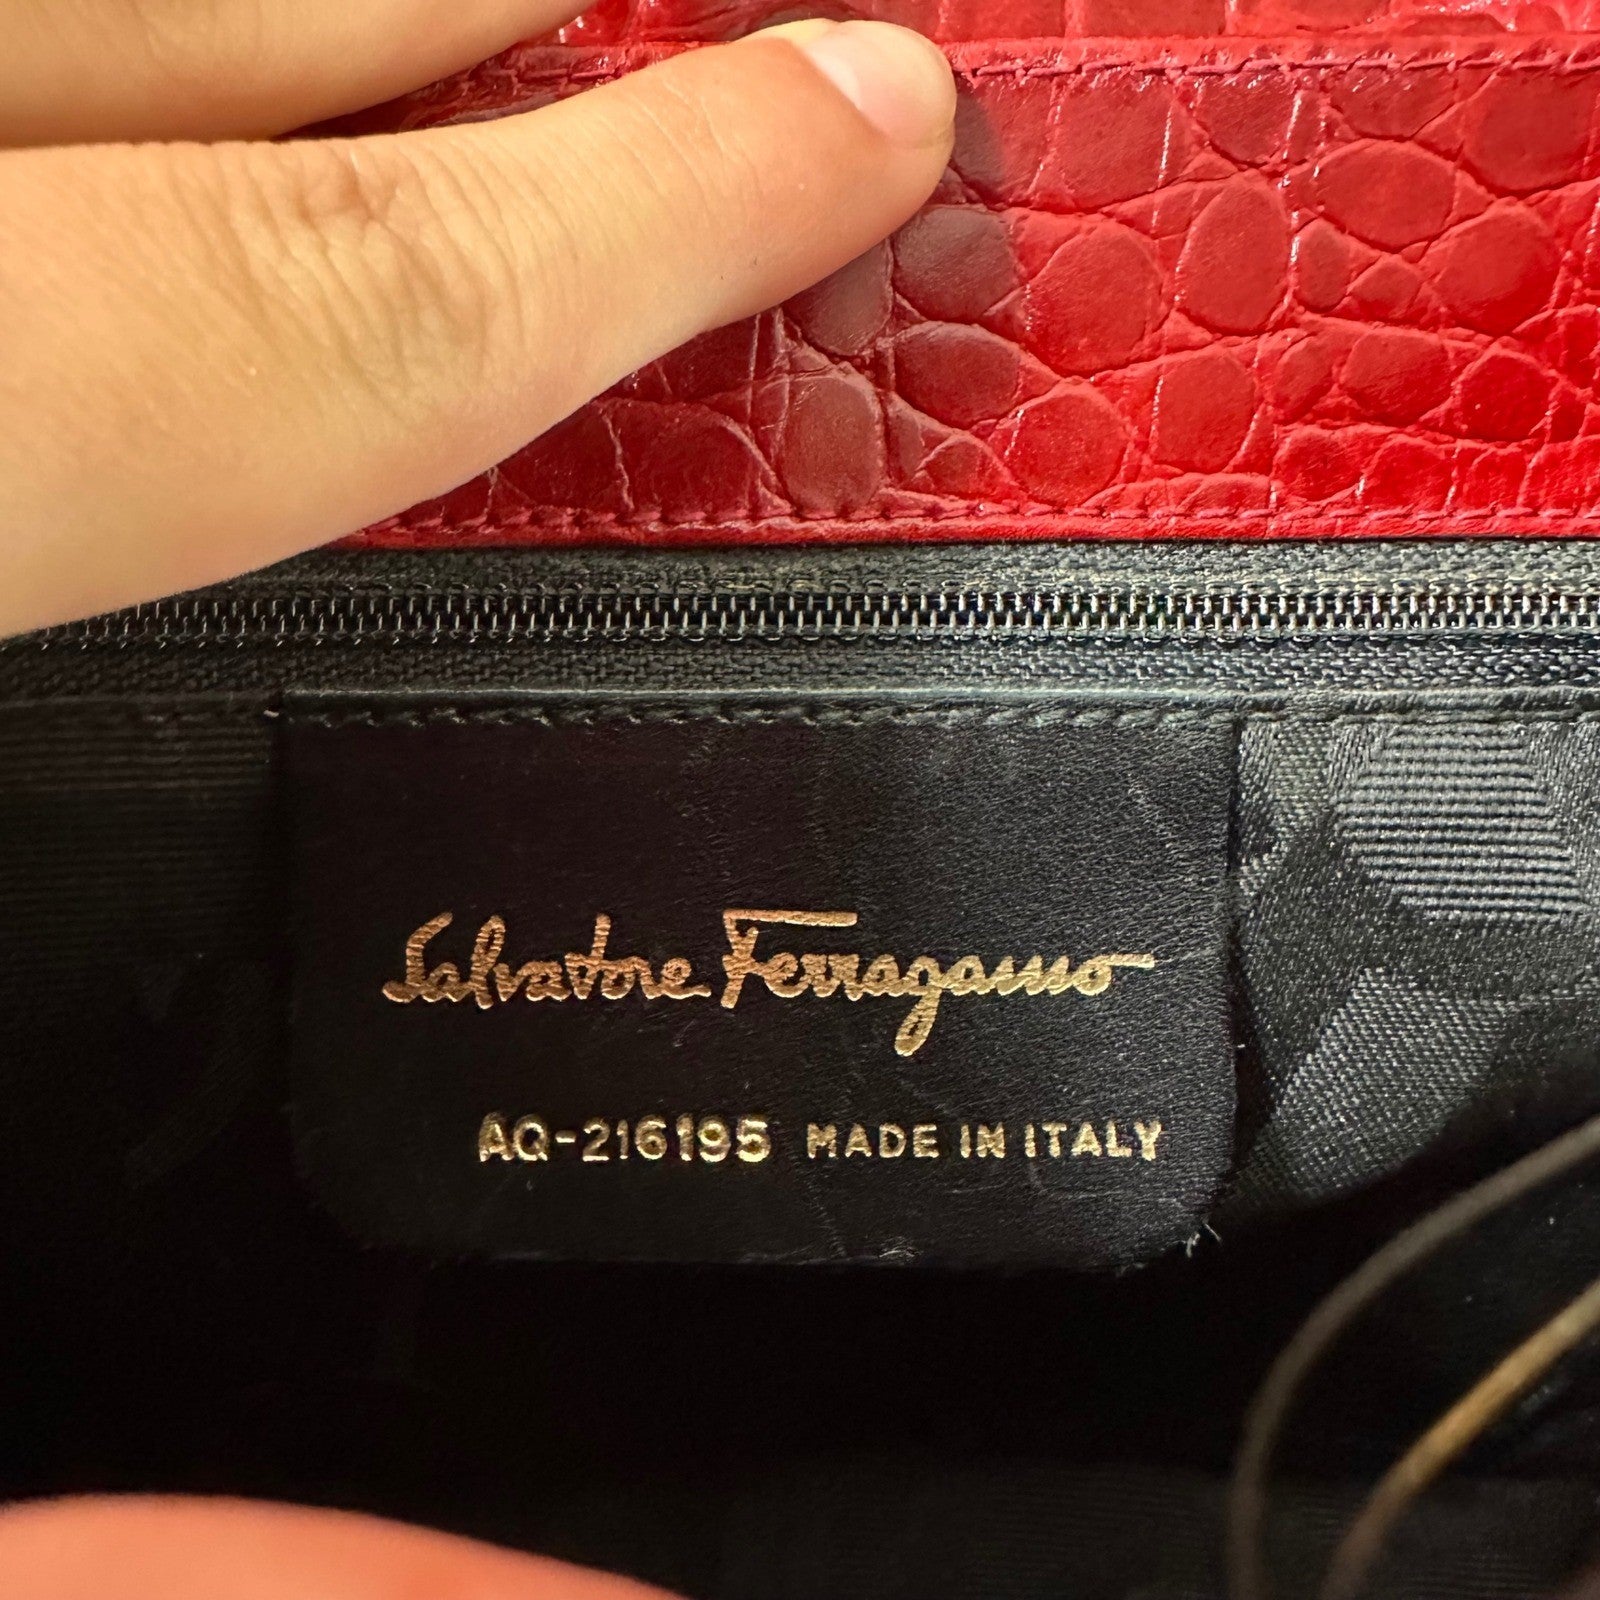 Salvatore Ferragamo
AQ-216195 MADE IN ITALY